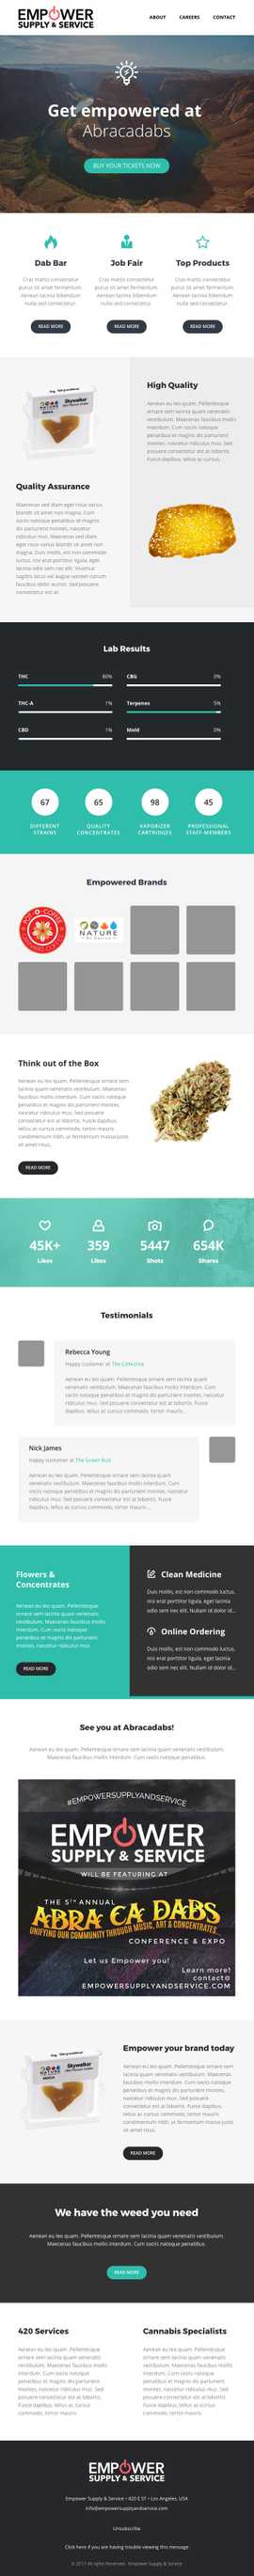 EMPOWER
SUPPLY & SERVICE
ABOUT CAREERS CONTACT
Get empowered at
Abracadabs
BUY YOUR TICKETS NOW
Dab Bar
Cras mattis consectetur
purus sit amet fermentum.
Aenean lacinia bibendum
nulla sed consectetur.
READ MORE
Job Fair
Cras mattis consectetur
purus sit amet fermentum.
Aenean lacinia bibendum
nulla sed consectetur.
READ MORE
Top Products
Cras mattis consectetur
purus sit amet fermentum.
Aenean lacinia bibendum
nulla sed consectetur.
READ MORE
NATURE
Skywalker
High Quality
Aenean eu leo quam. Pellentesque
ornare sem lacinia quam venenatis
vestibulum. Maecenas faucibus mollis
interdum. Cum sociis natoque
penatibus et magnis dis parturient
montes, nascetur ridiculus mus. Sed
posuere consectetur est at lobortis.
Fusce dapibus, tellus ac cursus.
Quality Assurance
Maecenas sed diam eget risus varius
blandit sit amet non magna. Cum
sociis natoque penatibus et magnis
dis parturient montes, nascetur
ridiculus mus. Maecenas sed diam
eget risus varius blandit sit amet non
magna. Duis mollis, est non commodo
luctus, nisi erat porttitor ligula, eget
lacinia odio sem nec elit. Vivamus
sagittis lacus vel augue laoreet rutrum
faucibus dolor auctor. Sed posuere
consectetur est at.
Lab Results
THC 80%
CBG 0%
THC-A 1%
Terpenes 5%
CBD 1%
Mold 0%
67
DIFFERENT
STRAINS
65
QUALITY
CONCENTRATES
98
VAPORIZER
CARTRIDGES
45
PROFESSIONAL
STAFF-MEMBERS
Empowered Brands
NATURE
Think out of the Box
Aenean eu leo quam. Pellentesque ornare sem
lacinia quam venenatis vestibulum. Maecenas
faucibus mollis interdum. Cum sociis natoque
penatibus et magnis dis parturient montes,
nascetur ridiculus mus. Sed posuere
consectetur est at lobortis. Fusce dapibus,
tellus ac cursus commodo, tortor mauris
condimentum nibh, ut fermentum massa justo
sit amet risus.
READ MORE
45K+
Likes
359
Likes
5447
Shots
654K
Shares
Testimonials
Rebecca Young
Happy customer at The Collective
Aenean eu leo quam. Pellentesque ornare sem lacinia quam
venenatis vestibulum. Maecenas faucibus mollis interdum. Cum
sociis natoque penatibus et magnis dis parturient montes, nascetur
ridiculus mus. Sed posuere consectetur est at lobortis. Fusce
dapibus, tellus ac cursus commodo, tortor mauris...
Nick James
Happy customer at The Green Bud
Aenean eu leo quam. Pellentesque ornare sem lacinia quam
venenatis vestibulum. Maecenas faucibus mollis interdum. Cum
sociis natoque penatibus et magnis dis parturient montes, nascetur
ridiculus mus. Sed posuere consectetur est at lobortis. Fusce
dapibus, tellus ac cursus commodo, tortor mauris...
Flowers &
Concentrates
Aenean eu leo quam. Pellentesque
ornare sem lacinia quam venenatis
vestibulum. Maecenas faucibus mollis
interdum. Cum sociis natoque
penatibus et magnis dis parturient
montes, nascetur ridiculus mus.
READ MORE
Clean Medicine
Duis mollis, est non commodo luctus,
nisi erat porttitor ligula, eget lacinia
odio sem nec elit. Nullam id dolor id...
Online Ordering
Duis mollis, est non commodo luctus,
nisi erat porttitor ligula, eget lacinia
odio sem nec elit. Nullam id dolor id...
See you at Abracadabs!
Aenean eu leo quam. Pellentesque ornare sem lacinia quam venenatis vestibulum.
Maecenas faucibus mollis interdum. Cum sociis natoque penatibus.
#EMPOWERSUPPLYANDSERVICE
EMPOWER
SUPPLY & SERVICE
WILL BE FEATURING AT
THE 5TH ANNUAL
ABRA CA DABS
UNIFYING OUR COMMUNITY THROUGH MUSIC, ART & CONCENTRATES
CONFERENCE & EXPO
Let us Empower you!
Learn more!
contact@
EMPOWERSUPPLYANDSERVICE.COM
Skywalker
Empower your brand today
Aenean eu leo quam. Pellentesque ornare sem
lacinia quam venenatis vestibulum. Maecenas
faucibus mollis interdum. Cum sociis natoque
penatibus et magnis dis parturient montes,
nascetur ridiculus mus. Sed posuere
consectetur est at lobortis. Fusce dapibus,
tellus ac cursus commodo, tortor mauris
condimentum nibh, ut fermentum massa justo
sit amet risus.
READ MORE
We have the weed you need
Aenean eu leo quam. Pellentesque ornare sem lacinia quam venenatis vestibulum.
Maecenas faucibus mollis interdum. Cum sociis natoque penatibus.
READ MORE
420 Services
Aenean eu leo quam. Pellentesque
ornare sem lacinia quam venenatis
vestibulum. Maecenas faucibus mollis
interdum. Cum sociis natoque
penatibus et magnis dis parturient
montes, nascetur ridiculus mus. Sed
posuere consectetur est at lobortis.
Fusce dapibus, tellus ac cursus
commodo, tortor mauris.
Cannabis Specialists
Aenean eu leo quam. Pellentesque
ornare sem lacinia quam venenatis
vestibulum. Maecenas faucibus mollis
interdum. Cum sociis natoque
penatibus et magnis dis parturient
montes, nascetur ridiculus mus. Sed
posuere consectetur est at lobortis.
Fusce dapibus, tellus ac cursus
commodo, tortor mauris.
EMPOWER
SUPPLY & SERVICE
Empower Supply & Service • 420 E ST • Los Angeles, USA
info@empowersupplyandservice.com
Unsubscribe
Click here if you are having trouble viewing this message
© 2017 All rights Reserved - Empower Supply & Service